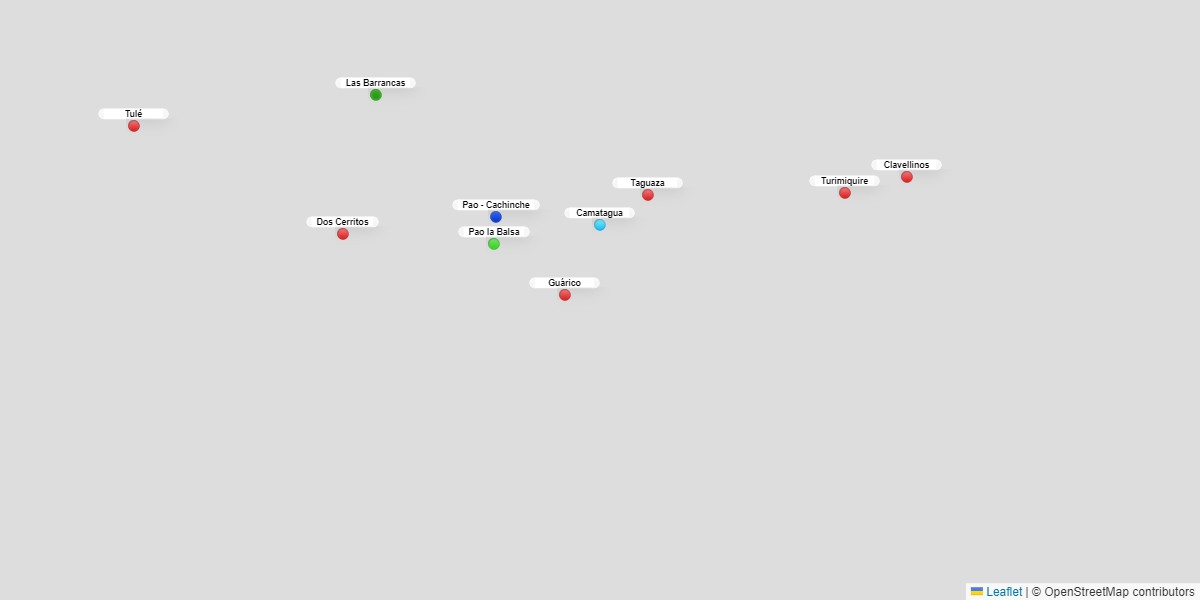 Las Barrancas
Tulé
Clavellinos
Turimiquire
Taguaza
Pao - Cachinche
Camatagua
Dos Cerritos
Pao la Balsa
Guárico
Leaflet | © OpenStreetMap contributors